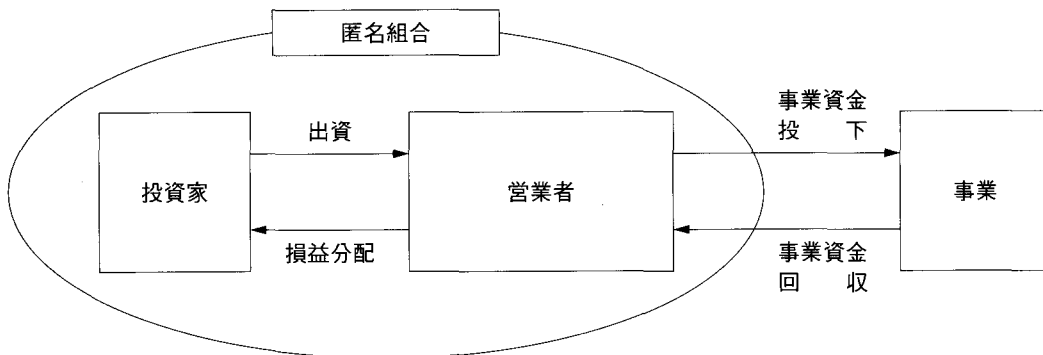 匿名組合
出資
事業資金
投下
投資家
営業者
事業
損益分配
事業資金
回収